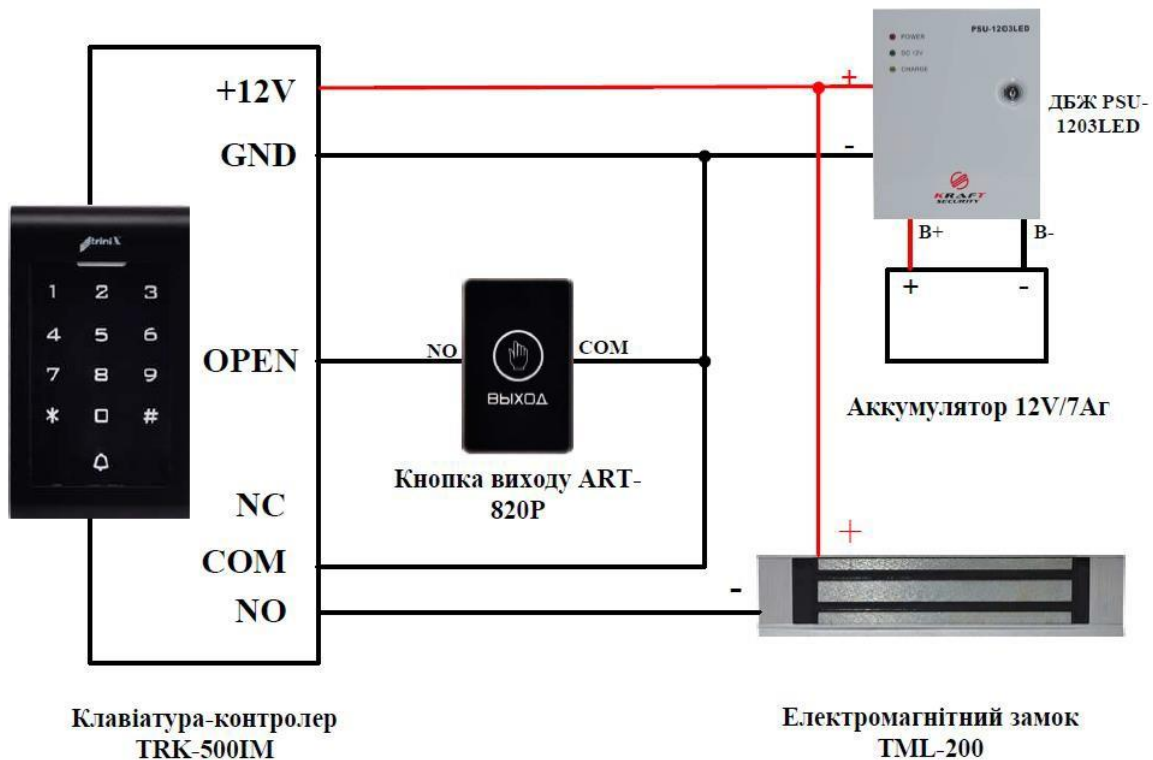 PSU-1203LED
POWER
DC 12V
CHARGE
+12V
+
ДБЖ PSU-
1203LED
GND
-
KRAFT
SECURITY
B+
B-
triniX
+
-
1 2 3
4 5 6
7 8 9
* 0 #
OPEN
NO
COM
ВЫХОД
Аккумулятор 12V/7Аг
Кнопка виходу ART-
820P
NC
+
COM
-
NO
Клавіатура-контролер
TRK-500IM
Електромагнітний замок
TML-200